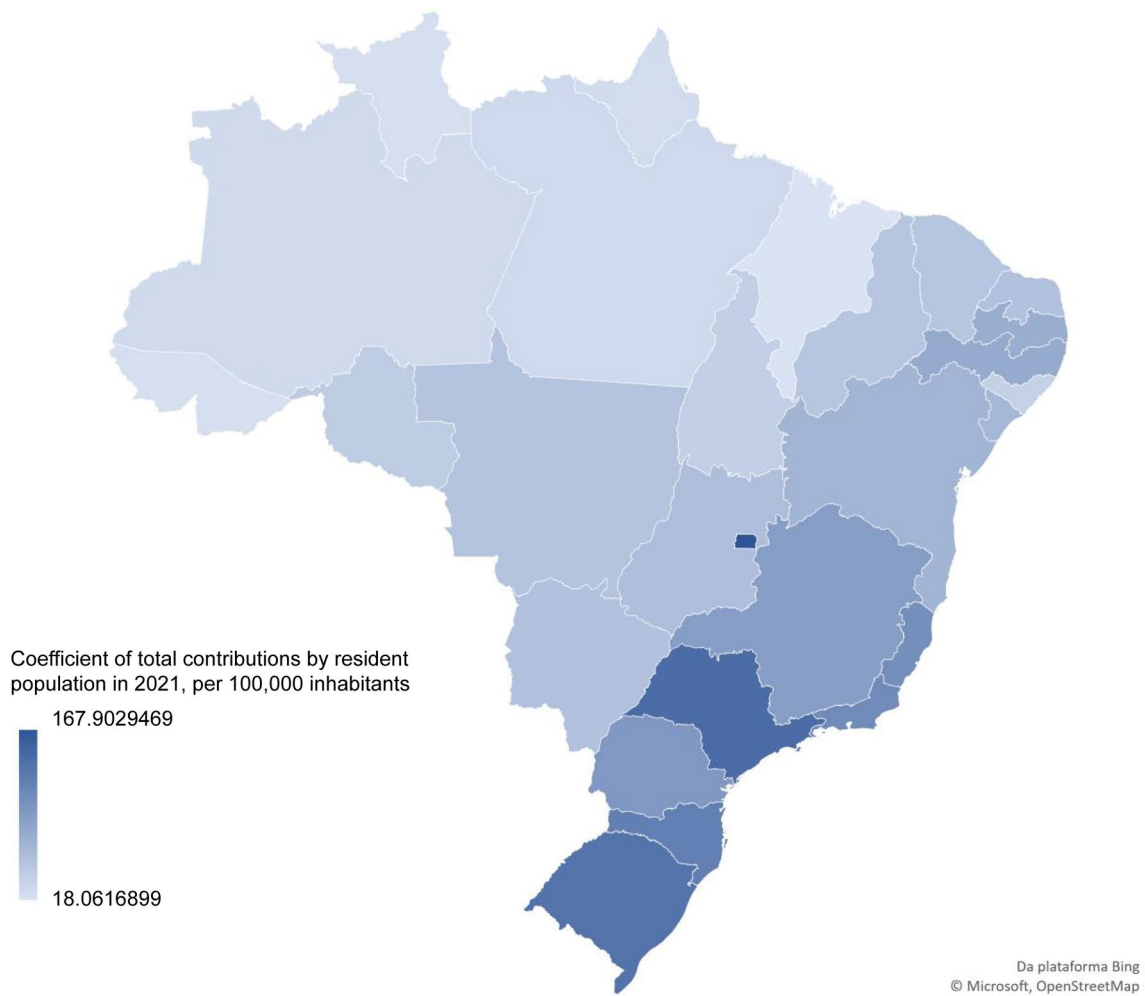 Coefficient of total contributions by resident
population in 2021, per 100,000 inhabitants
167.9029469
18.0616899
Da plataforma Bing
© Microsoft, OpenStreetMap